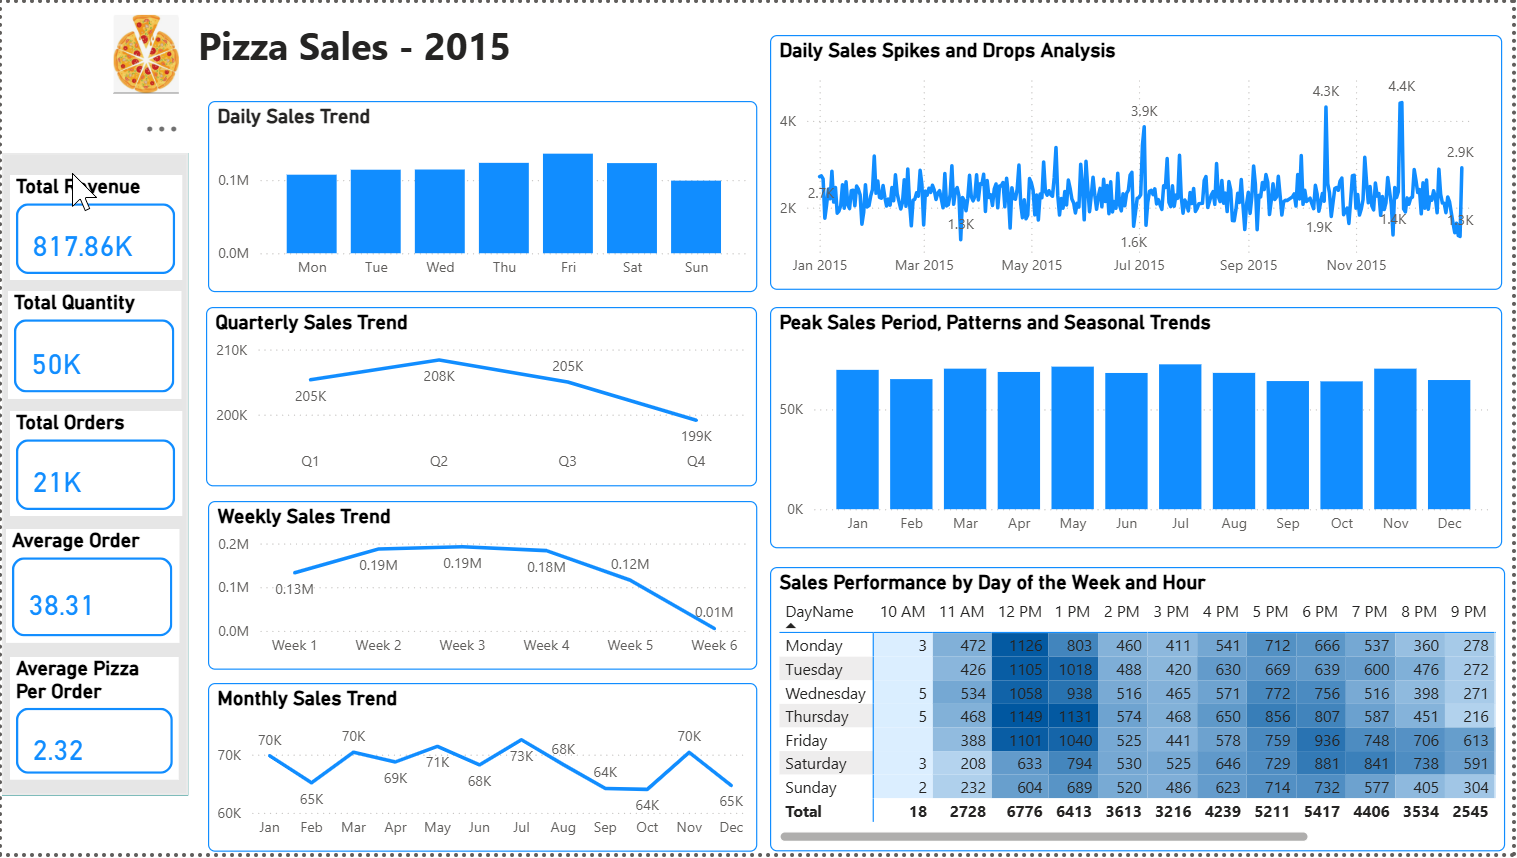 Pizza Sales - 2015
Total Revenue
817.86K
Total Quantity
50K
Total Orders
21K
Average Order
38.31
Average Pizza
Per Order
2.32
Daily Sales Trend
0.1M
0.0M
Mon Tue Wed Thu Fri Sat Sun
Quarterly Sales Trend
210K
200K
205K
208K
205K
199K
Q1 Q2 Q3 Q4
Weekly Sales Trend
0.2M
0.1M
0.0M
0.13M
0.19M
0.19M
0.18M
0.12M
0.01M
Week 1 Week 2 Week 3 Week 4 Week 5 Week 6
Monthly Sales Trend
70K
60K
70K
65K
70K
69K
71K
68K
73K
68K
64K
64K
70K
65K
Jan Feb Mar Apr May Jun Jul Aug Sep Oct Nov Dec
Daily Sales Spikes and Drops Analysis
4K
2K
2.7K
1.3K
3.9K
1.6K
4.3K
1.9K
4.4K
1.4K
2.9K
1.3K
Jan 2015 Mar 2015 May 2015 Jul 2015 Sep 2015 Nov 2015
Peak Sales Period, Patterns and Seasonal Trends
50K
0K
Jan Feb Mar Apr May Jun Jul Aug Sep Oct Nov Dec
Sales Performance by Day of the Week and Hour
DayName 10 AM 11 AM 12 PM 1 PM 2 PM 3 PM 4 PM 5 PM 6 PM 7 PM 8 PM 9 PM
Monday 3 472 1126 803 460 411 541 712 666 537 360 278
Tuesday 426 1105 1018 488 420 630 669 639 600 476 272
Wednesday 5 534 1058 938 516 465 571 772 756 516 398 271
Thursday 5 468 1149 1131 574 468 650 856 807 587 451 216
Friday 388 1101 1040 525 441 578 759 936 748 706 613
Saturday 3 208 633 794 530 525 646 729 881 841 738 591
Sunday 2 232 604 689 520 486 623 714 732 577 405 304
Total 18 2728 6776 6413 3613 3216 4239 5211 5417 4406 3534 2545